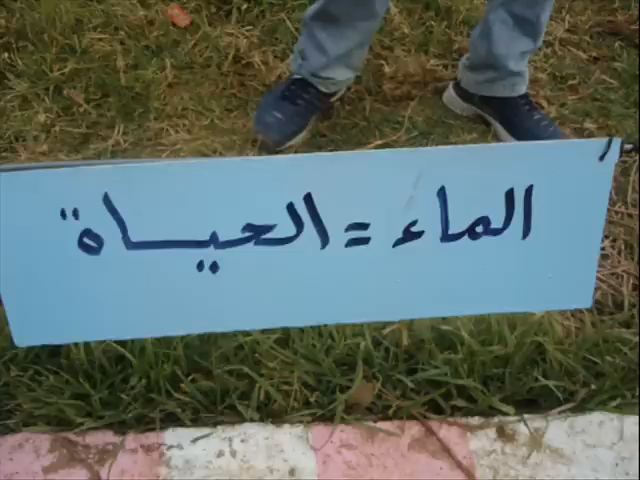 الماء = الحياة